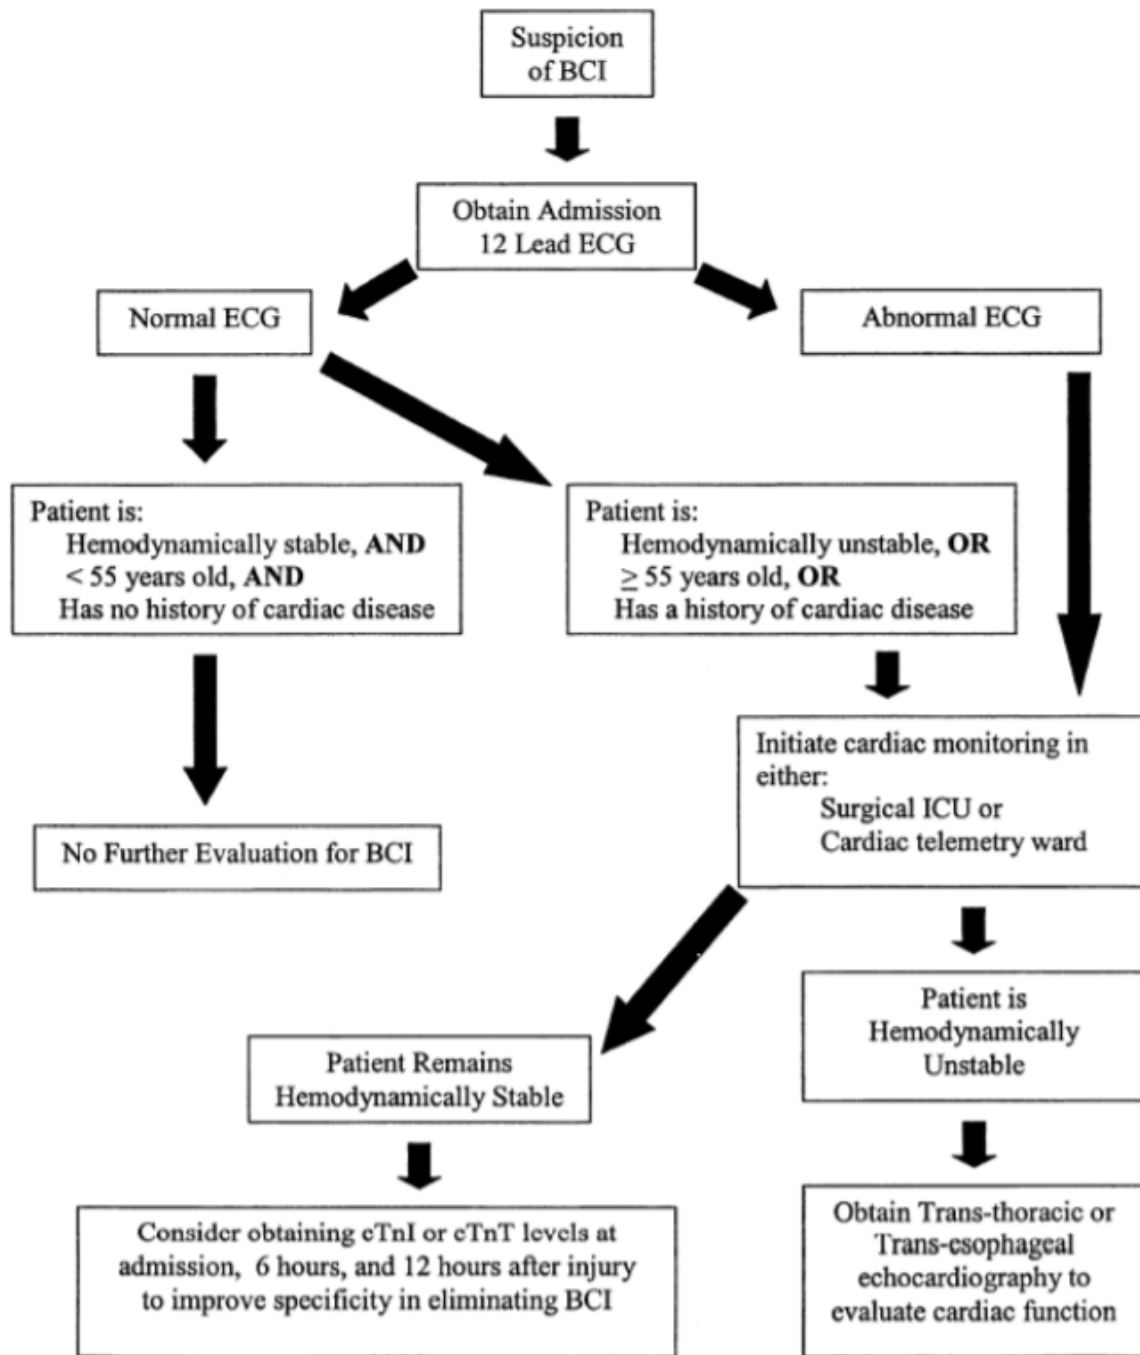 Suspicion
of BCI
Obtain Admission
12 Lead ECG
Normal ECG
Abnormal ECG
Patient is:
Hemodynamically stable, AND
< 55 years old, AND
Has no history of cardiac disease
Patient is:
Hemodynamically unstable, OR
≥ 55 years old, OR
Has a history of cardiac disease
Initiate cardiac monitoring in
either:
Surgical ICU or
Cardiac telemetry ward
No Further Evaluation for BCI
Patient is
Hemodynamically
Unstable
Patient Remains
Hemodynamically Stable
Consider obtaining cTnI or cTnT levels at
admission, 6 hours, and 12 hours after injury
to improve specificity in eliminating BCI
Obtain Trans-thoracic or
Trans-esophageal
echocardiography to
evaluate cardiac function